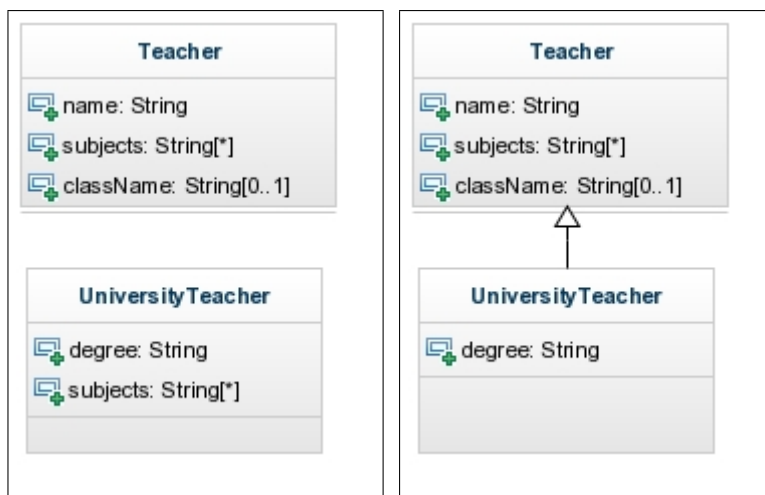 Teacher
name: String
subjects: String[*]
className: String[0..1]
UniversityTeacher
degree: String
subjects: String[*]
Teacher
name: String
subjects: String[*]
className: String[0..1]
UniversityTeacher
degree: String